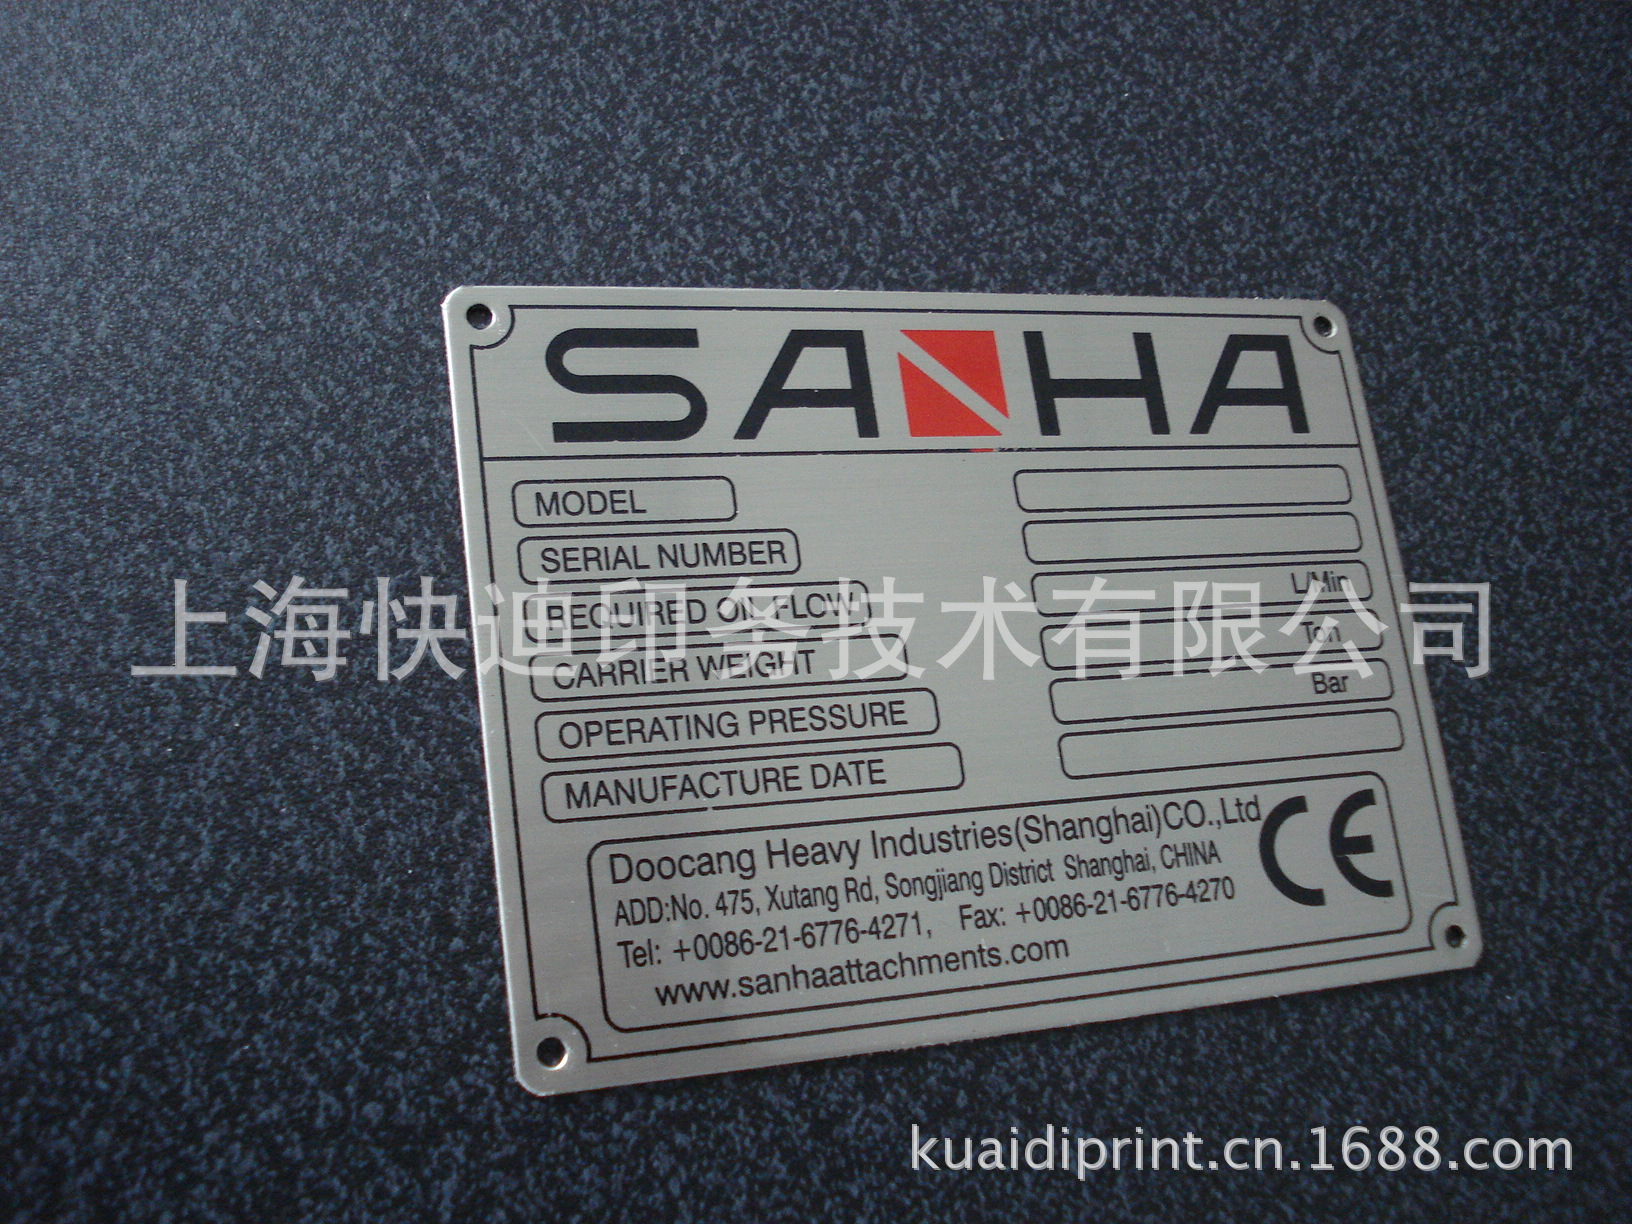 SANHA
MODEL
SERIAL NUMBER
REQUIRED OIL FLOW L/Min
CARRIER WEIGHT Ton
OPERATING PRESSURE Bar
MANUFACTURE DATE
Doocang Heavy Industries(Shanghai)CO.,Ltd
ADD:No. 475, Xutang Rd, Songjiang District Shanghai, CHINA
Tel: +0086-21-6776-4271, Fax: +0086-21-6776-4270
www.sanhaattachments.com
CE
上海快迪印务技术有限公司
kuaidiprint.cn.1688.com